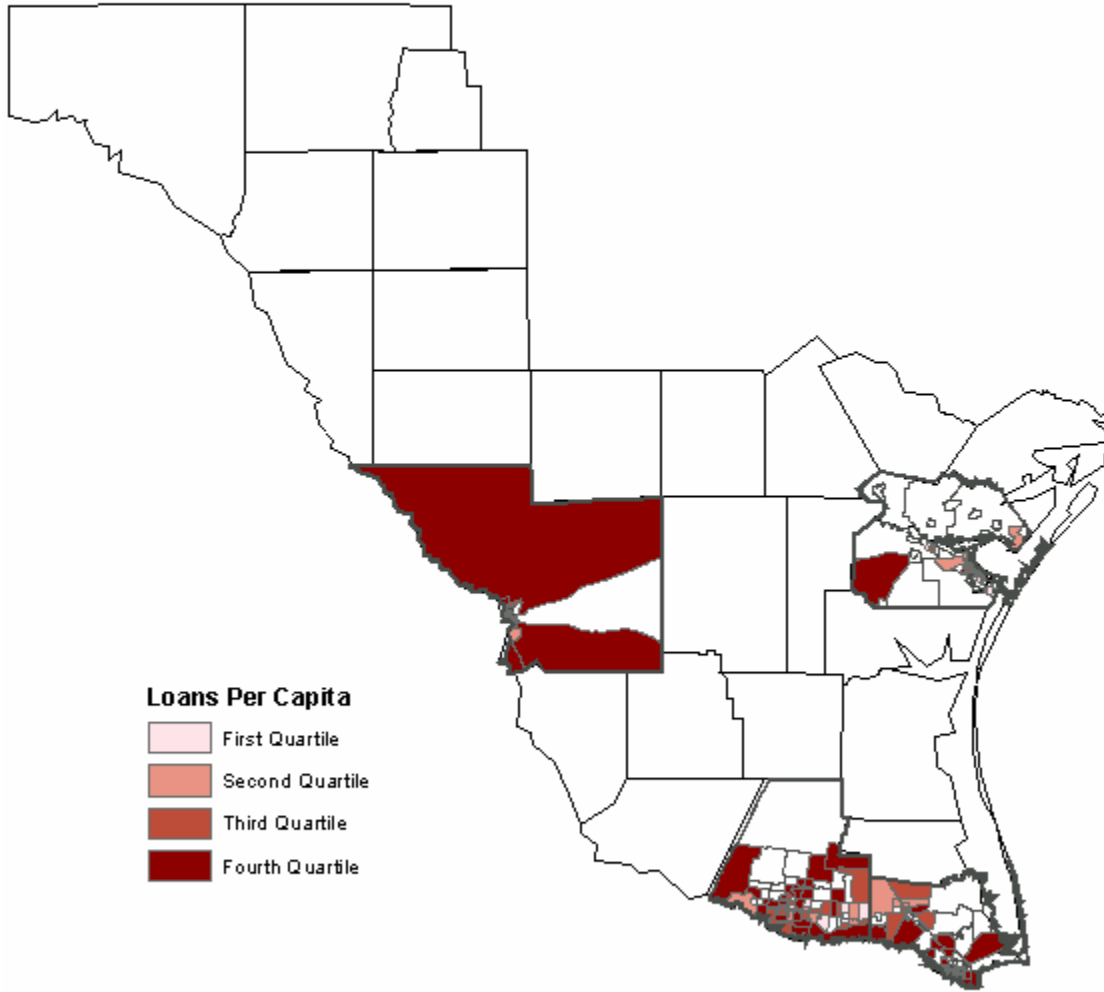 Loans Per Capita
First Quartile
Second Quartile
Third Quartile
Fourth Quartile